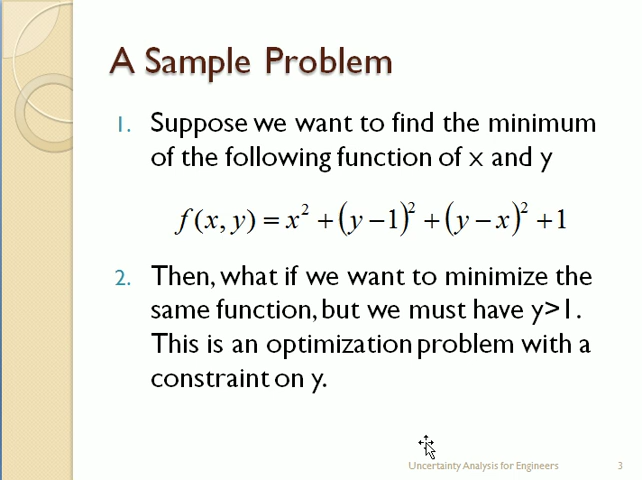 A Sample Problem
1. Suppose we want to find the minimum
of the following function of x and y
f(x, y) = x² + (y − 1)² + (y − x)² + 1
2. Then, what if we want to minimize the
same function, but we must have y>1.
This is an optimization problem with a
constraint on y.
Uncertainty Analysis for Engineers 3